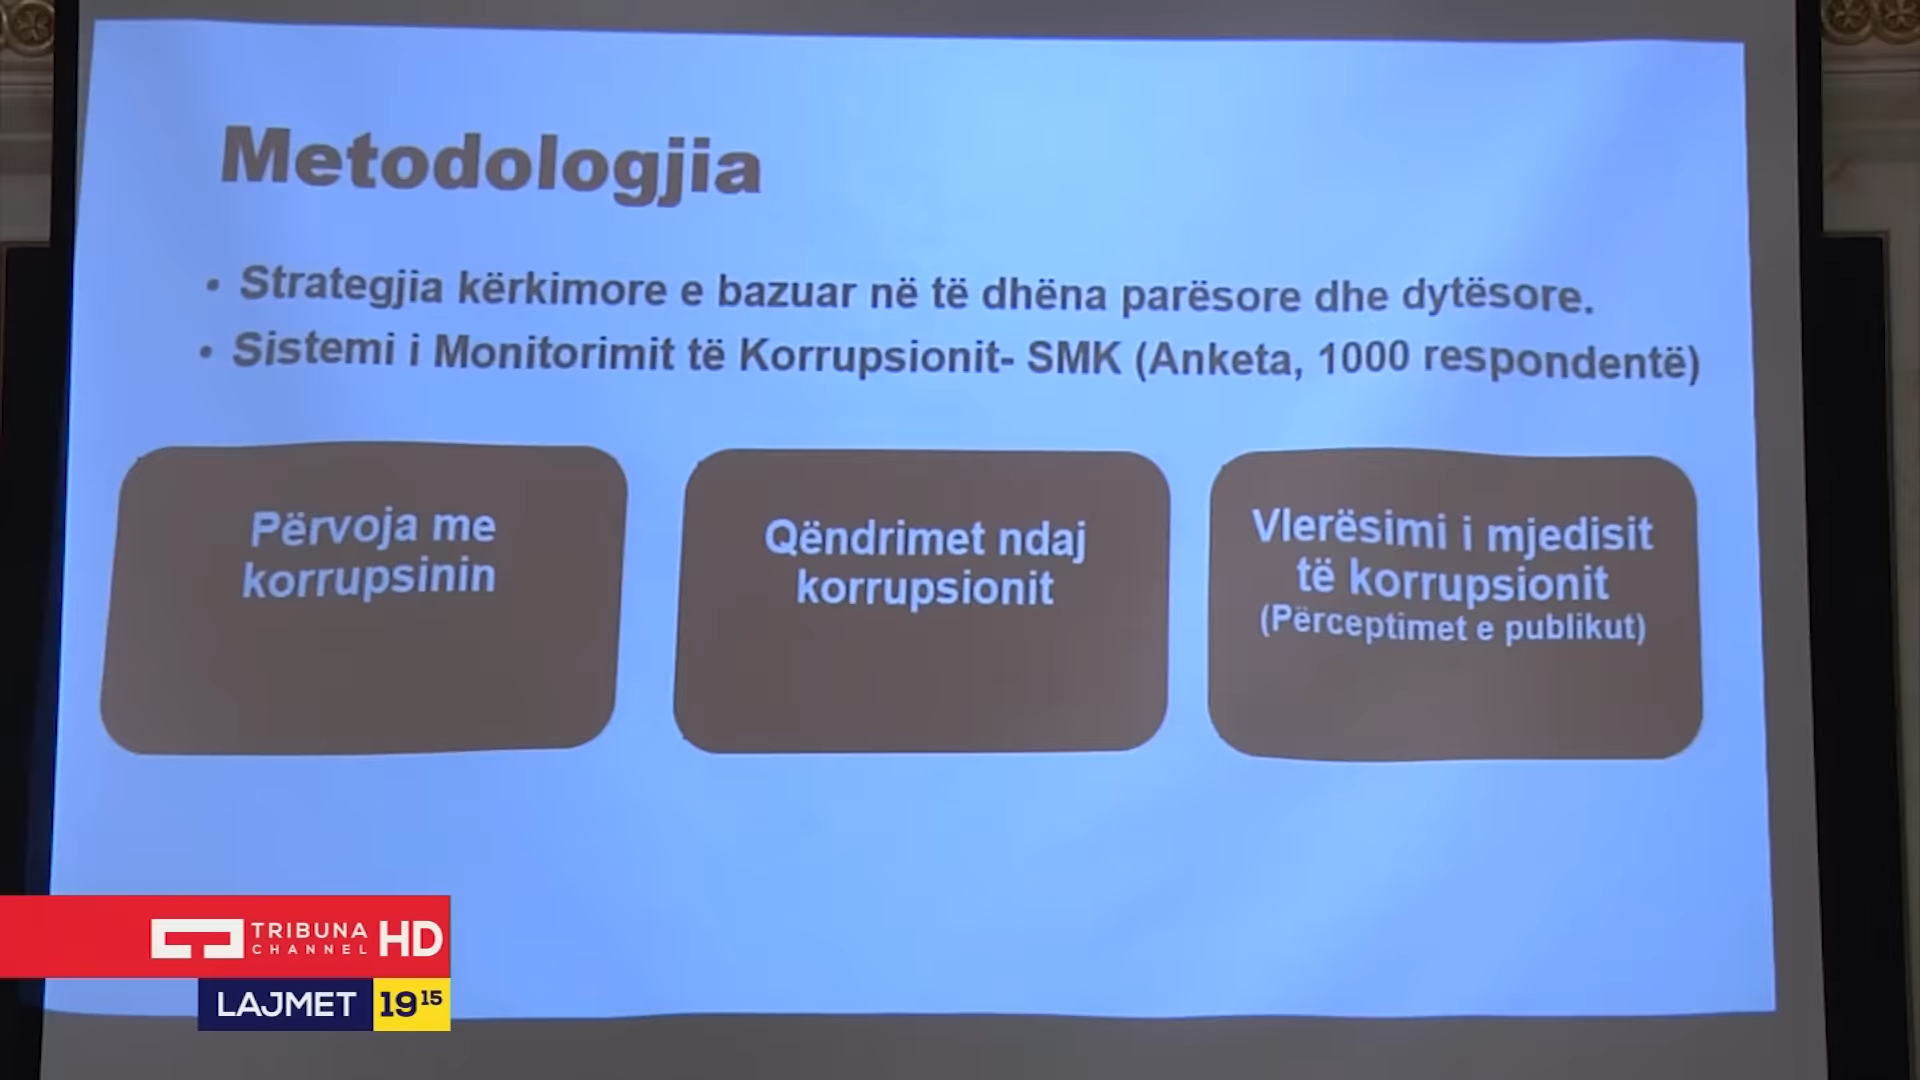 Metodologjia
• Strategjia kërkimore e bazuar në të dhëna parësore dhe dytësore.
• Sistemi i Monitorimit të Korrupsionit- SMK (Anketa, 1000 respondentë)
Përvoja me
korrupsinin
Qëndrimet ndaj
korrupsionit
Vlerësimi i mjedisit
të korrupsionit
(Përceptimet e publikut)
TRIBUNA
CHANNEL
HD
LAJMET 19 15